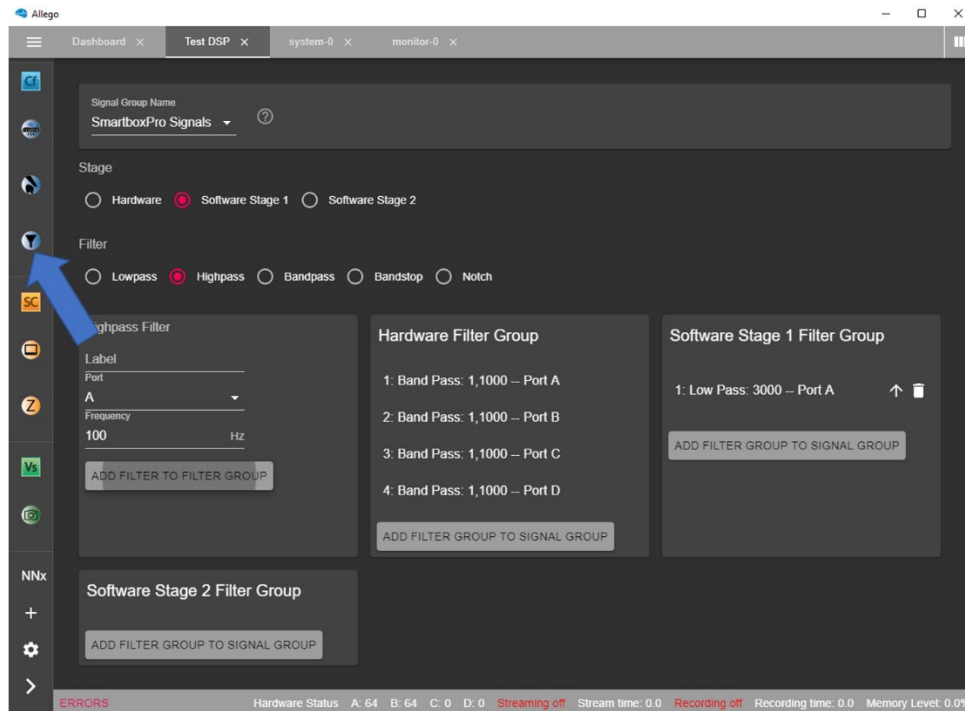 Allego
Dashboard × Test DSP × system-0 × monitor-0 ×
Cf
Signal Group Name
SmartboxPro Signals
Stage
Hardware Software Stage 1 Software Stage 2
Filter
Lowpass Highpass Bandpass Bandstop Notch
SC
Z
Vs
NNx
Highpass Filter
Label
Port
A
Frequency
100 Hz
ADD FILTER TO FILTER GROUP
Hardware Filter Group
1: Band Pass: 1,1000 -- Port A
2: Band Pass: 1,1000 -- Port B
3: Band Pass: 1,1000 -- Port C
4: Band Pass: 1,1000 -- Port D
ADD FILTER GROUP TO SIGNAL GROUP
Software Stage 1 Filter Group
1: Low Pass: 3000 -- Port A
ADD FILTER GROUP TO SIGNAL GROUP
Software Stage 2 Filter Group
ADD FILTER GROUP TO SIGNAL GROUP
ERRORS Hardware Status A: 64 B: 64 C: 0 D: 0 Streaming off Stream time: 0.0 Recording off Recording time: 0.0 Memory Level: 0.0%